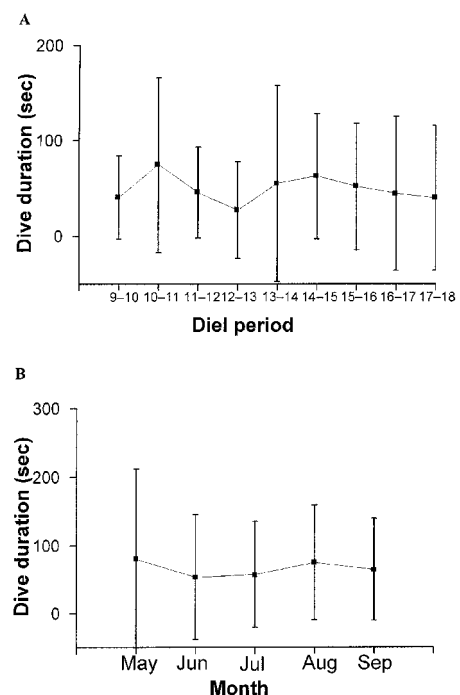 A
Dive duration (sec)
200
100
0
9–10 10–11 11–12 12–13 13–14 14–15 15–16 16–17 17–18
Diel period
B
Dive duration (sec)
300
200
100
0
May Jun Jul Aug Sep
Month